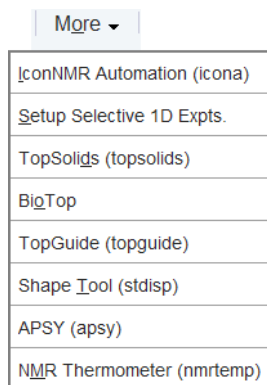 More
IconNMR Automation (icona)
Setup Selective 1D Expts.
TopSolids (topsolids)
BioTop
TopGuide (topguide)
Shape Tool (stdisp)
APSY (apsy)
NMR Thermometer (nmrtemp)